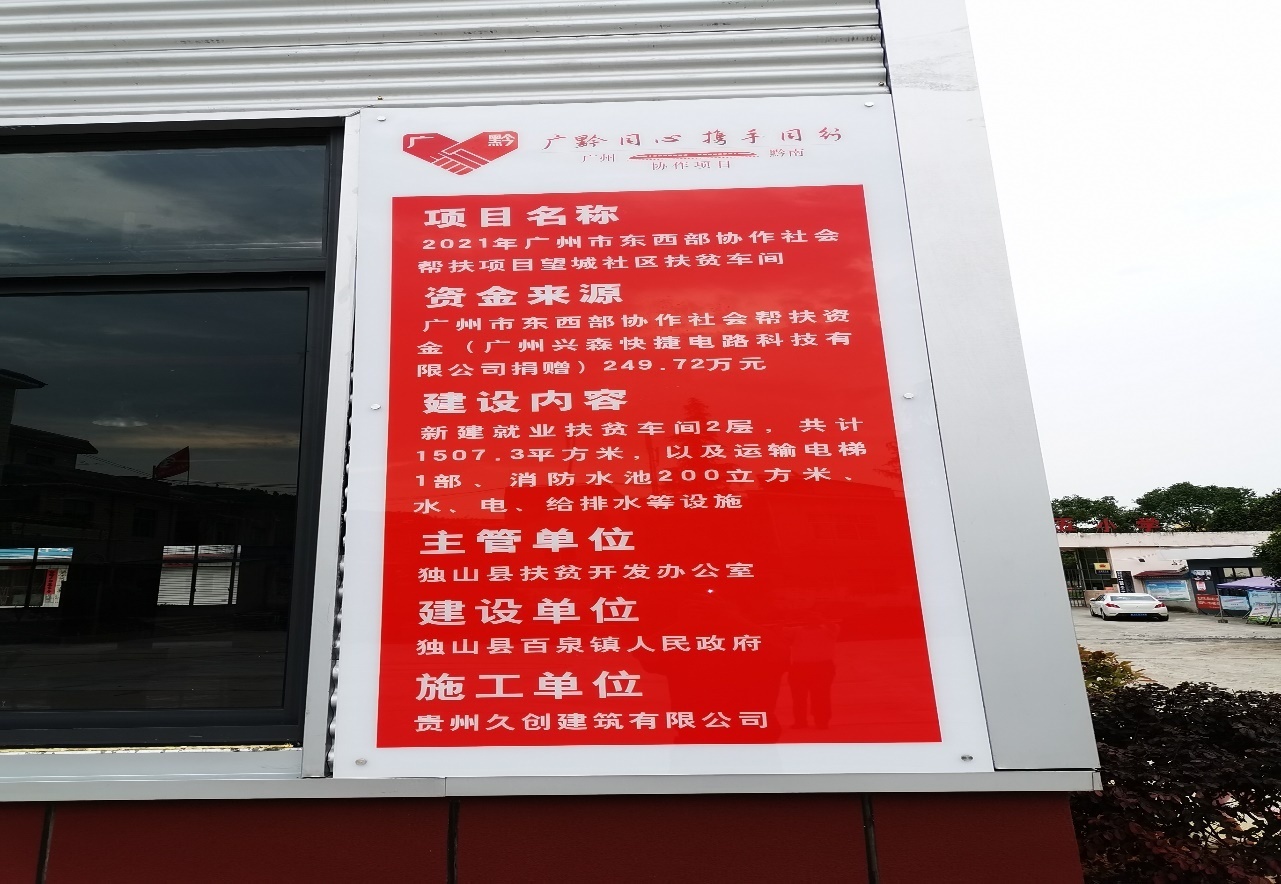 广 黔 广黔同心 携手同行
广州 黔南
协作项目
项目名称
2021年广州市东西部协作社会
帮扶项目望城社区扶贫车间
资金来源
广州市东西部协作社会帮扶资
金（广州兴森快捷电路科技有
限公司捐赠）249.72万元
建设内容
新建就业扶贫车间2层，共计
1507.3平方米，以及运输电梯
1部、消防水池200立方米、
水、电、给排水等设施
主管单位
独山县扶贫开发办公室
建设单位
独山县百泉镇人民政府
施工单位
贵州久创建筑有限公司